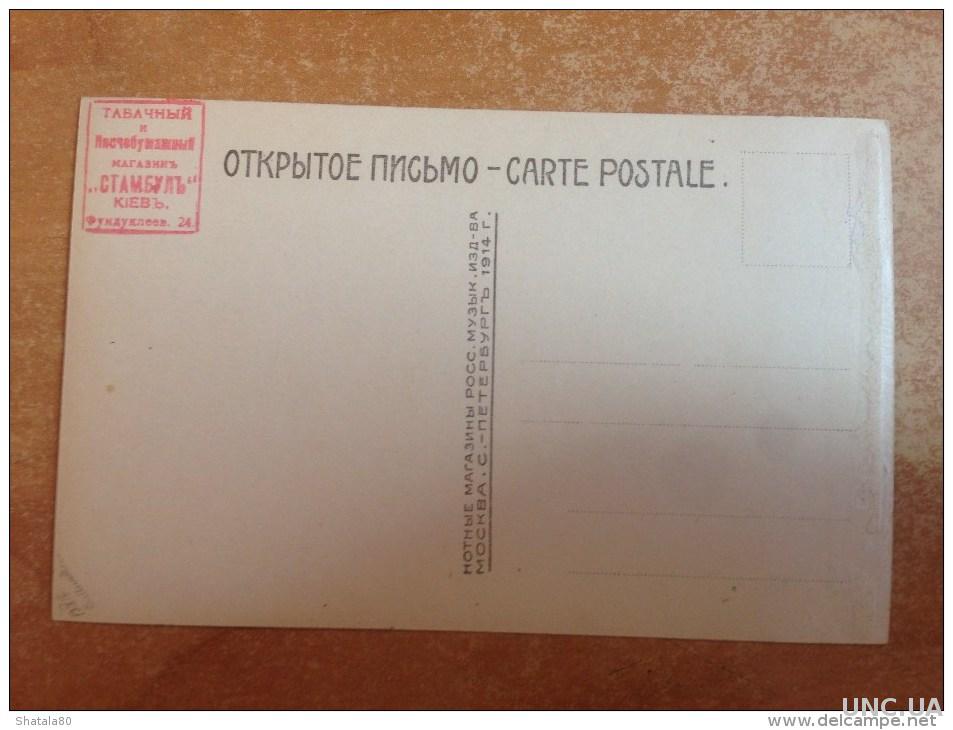 ТАБАЧНЫЙ
и
Писчебумажный
МАГАЗИНЪ
„СТАМБУЛЪ“
КІЕВЪ.
Фундуклеев. 24.
ОТКРЫТОЕ ПИСЬМО – CARTE POSTALE.
НОТНЫЕ МАГАЗИНЫ РОСС. МУЗЫК. ИЗД-ВА
МОСКВА. С.-ПЕТЕРБУРГЪ 1914 Г.
UNC.UA
Shatala80
www.delcampe.net